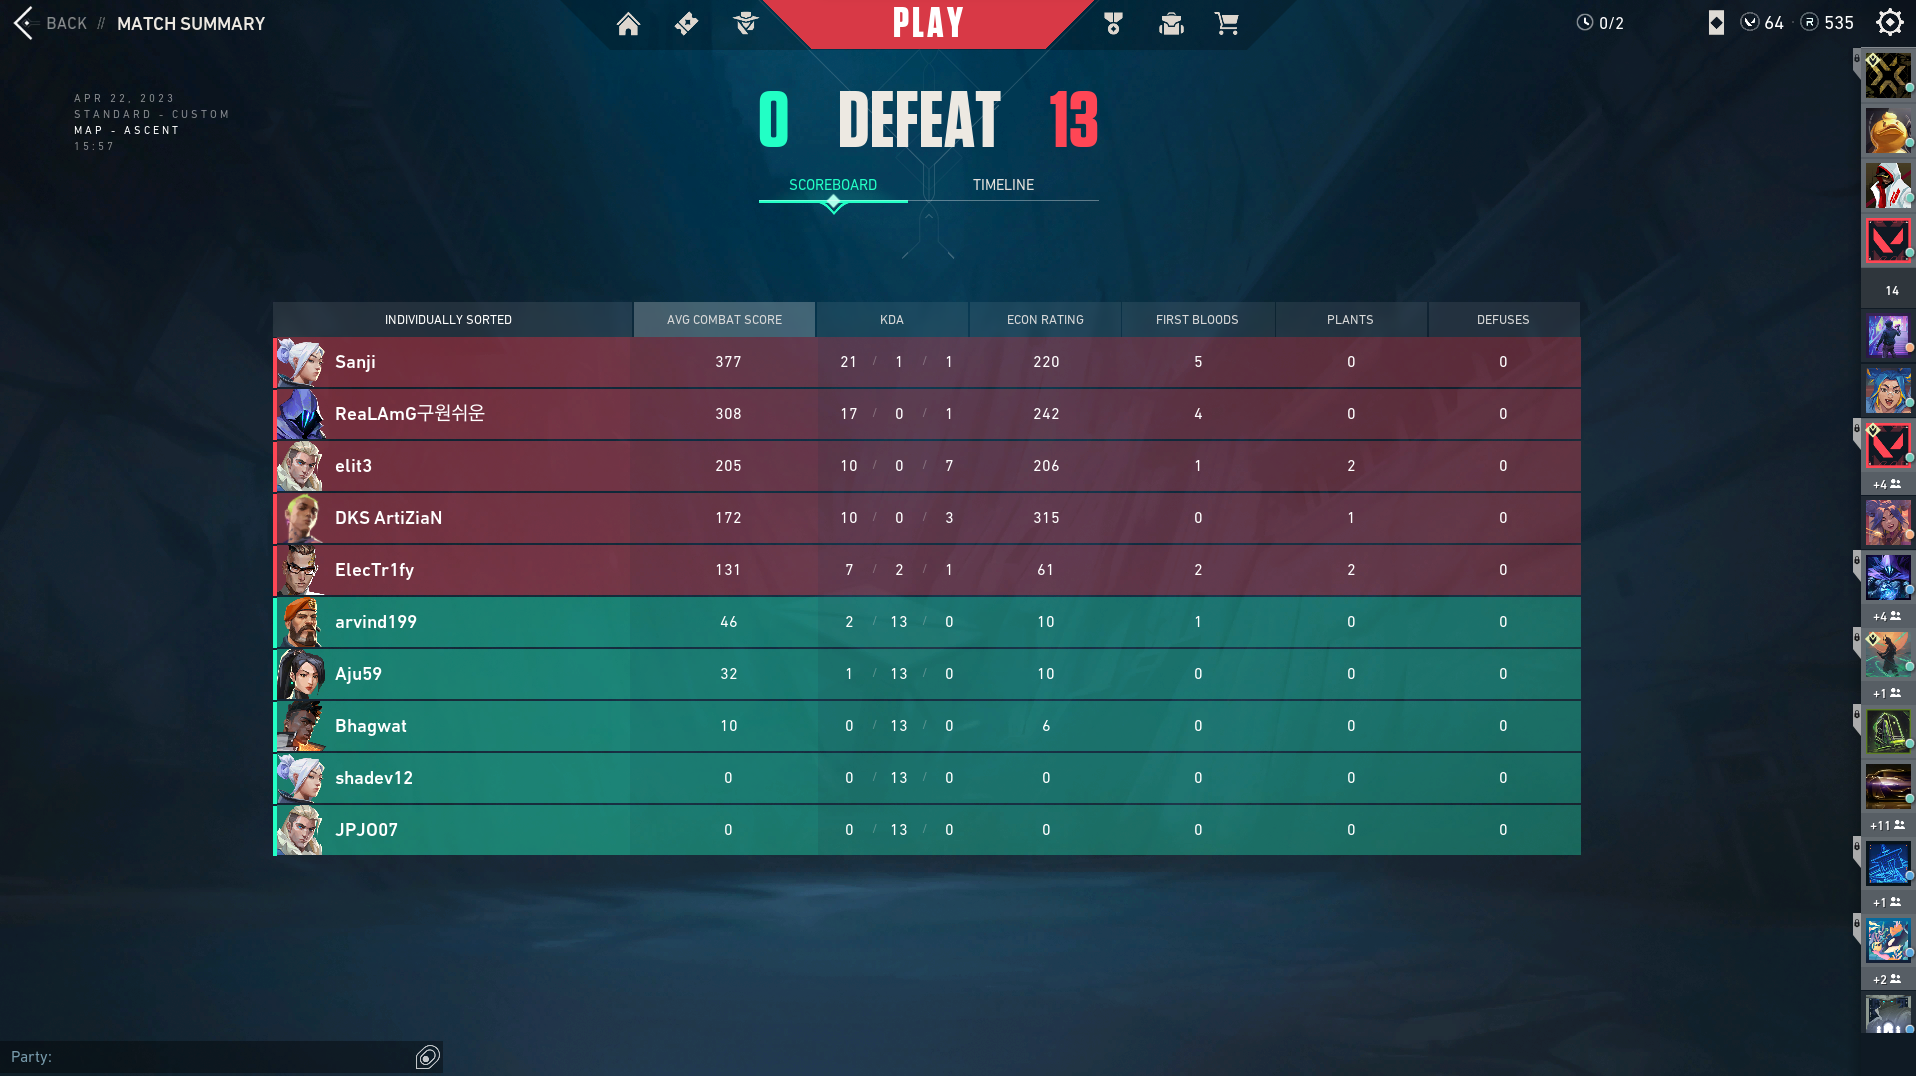 BACK // MATCH SUMMARY
PLAY
0/2
64
535
APR 22, 2023
STANDARD - CUSTOM
MAP - ASCENT
15:57
0 DEFEAT 13
SCOREBOARD TIMELINE
INDIVIDUALLY SORTED AVG COMBAT SCORE KDA ECON RATING FIRST BLOODS PLANTS DEFUSES
Sanji 377 21 / 1 / 1 220 5 0 0
ReaLAmG구원쉬운 308 17 / 0 / 1 242 4 0 0
elit3 205 10 / 0 / 7 206 1 2 0
DKS ArtiZiaN 172 10 / 0 / 3 315 0 1 0
ElecTr1fy 131 7 / 2 / 1 61 2 2 0
arvind199 46 2 / 13 / 0 10 1 0 0
Aju59 32 1 / 13 / 0 10 0 0 0
Bhagwat 10 0 / 13 / 0 6 0 0 0
shadev12 0 0 / 13 / 0 0 0 0 0
JPJO07 0 0 / 13 / 0 0 0 0 0
14
+4
+4
+1
+11
+1
+2
Party: